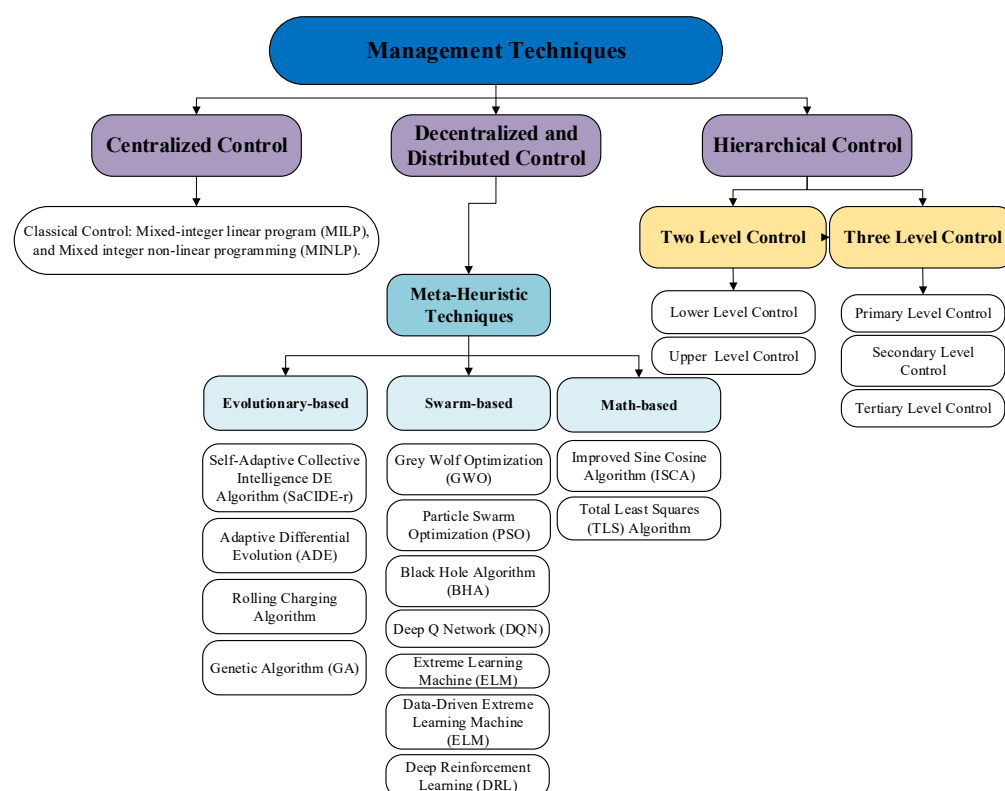 Management Techniques
Centralized Control
Decentralized and
Distributed Control
Hierarchical Control
Classical Control: Mixed-integer linear program (MILP),
and Mixed integer non-linear programming (MINLP).
Two Level Control
Three Level Control
Meta-Heuristic
Techniques
Lower Level Control
Upper Level Control
Primary Level Control
Secondary Level
Control
Tertiary Level Control
Evolutionary-based
Swarm-based
Math-based
Self-Adaptive Collective
Intelligence DE
Algorithm (SaCIDE-r)
Adaptive Differential
Evolution (ADE)
Rolling Charging
Algorithm
Genetic Algorithm (GA)
Grey Wolf Optimization
(GWO)
Particle Swarm
Optimization (PSO)
Black Hole Algorithm
(BHA)
Deep Q Network (DQN)
Extreme Learning
Machine (ELM)
Data-Driven Extreme
Learning Machine
(ELM)
Deep Reinforcement
Learning (DRL)
Improved Sine Cosine
Algorithm (ISCA)
Total Least Squares
(TLS) Algorithm